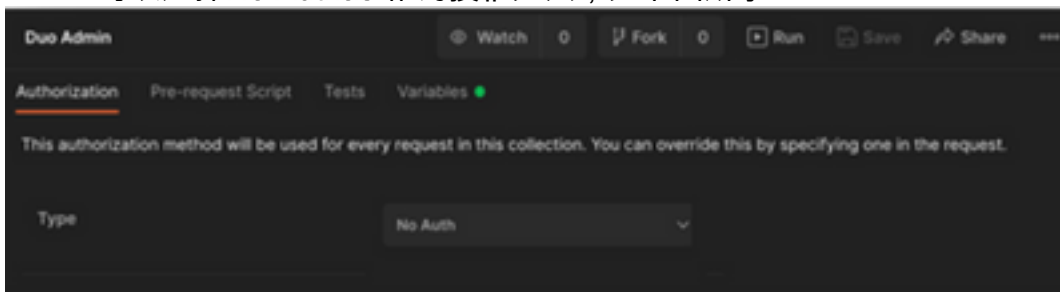 Duo Admin Watch 0 Fork 0 Run Save Share
Authorization Pre-request Script Tests Variables
This authorization method will be used for every request in this collection. You can override this by specifying one in the request.
Type No Auth